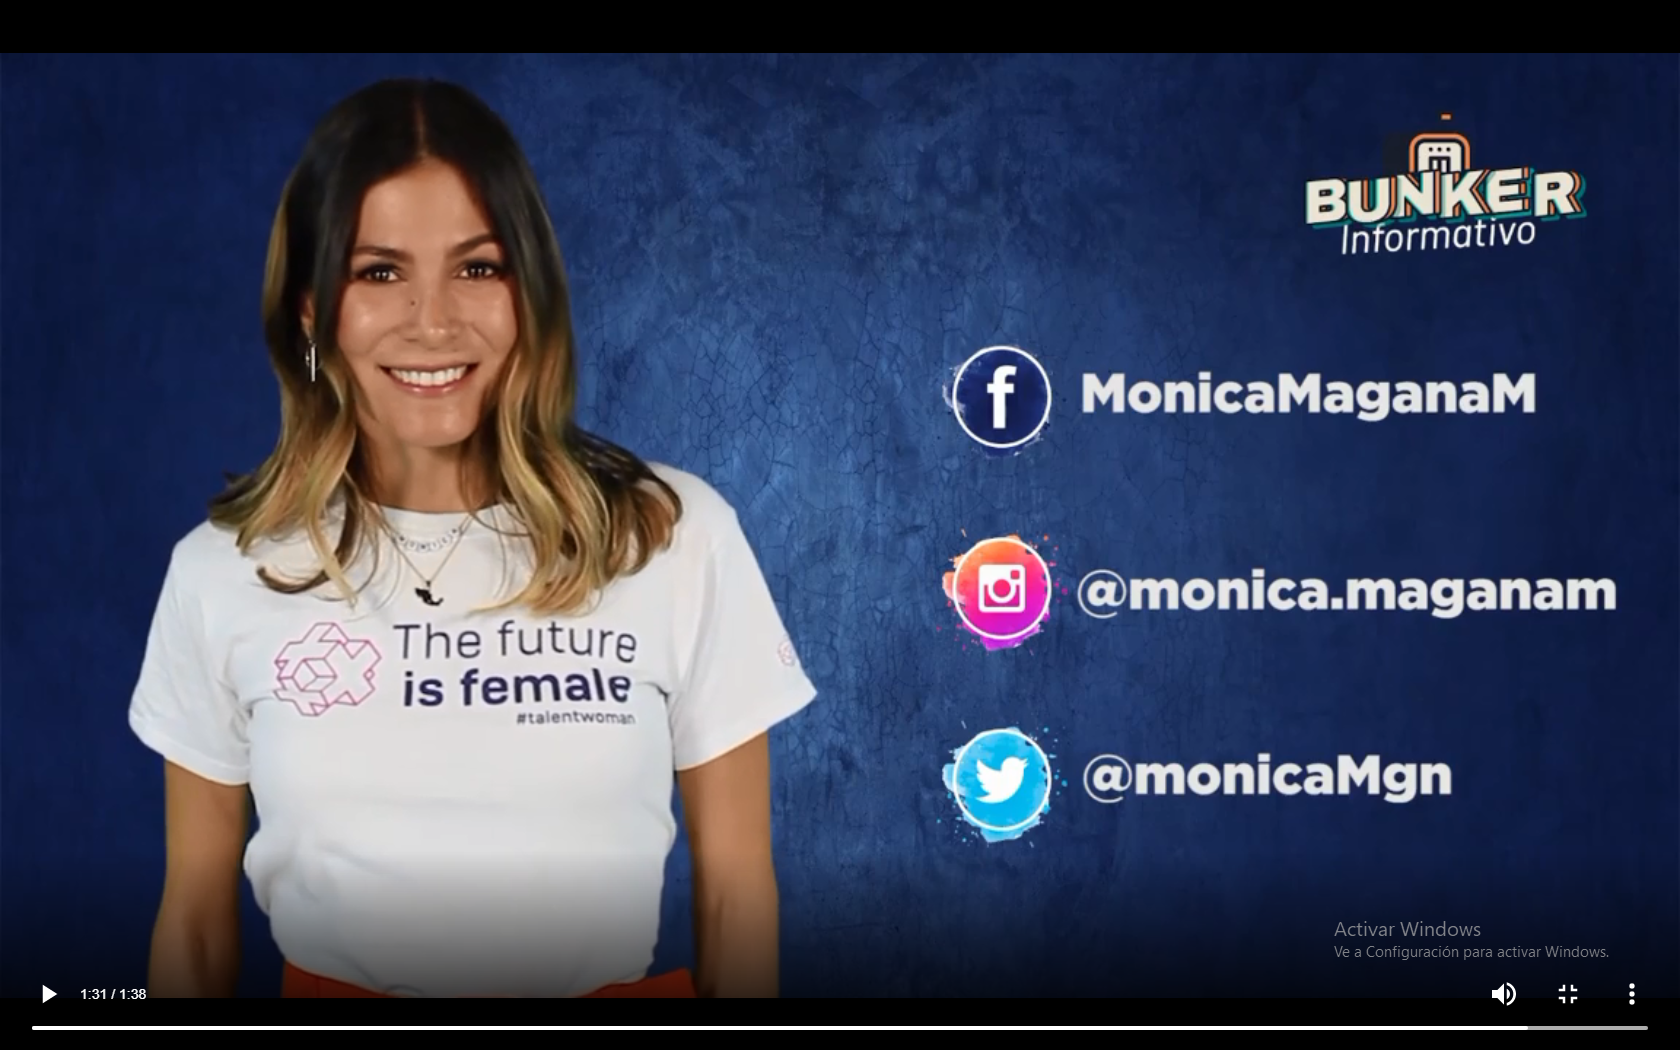 BUNKER
Informativo
f MonicaMaganaM
@monica.maganam
@monicaMgn
The future
is female
#talentwoman
Activar Windows
Ve a Configuración para activar Windows.
1:31 / 1:38